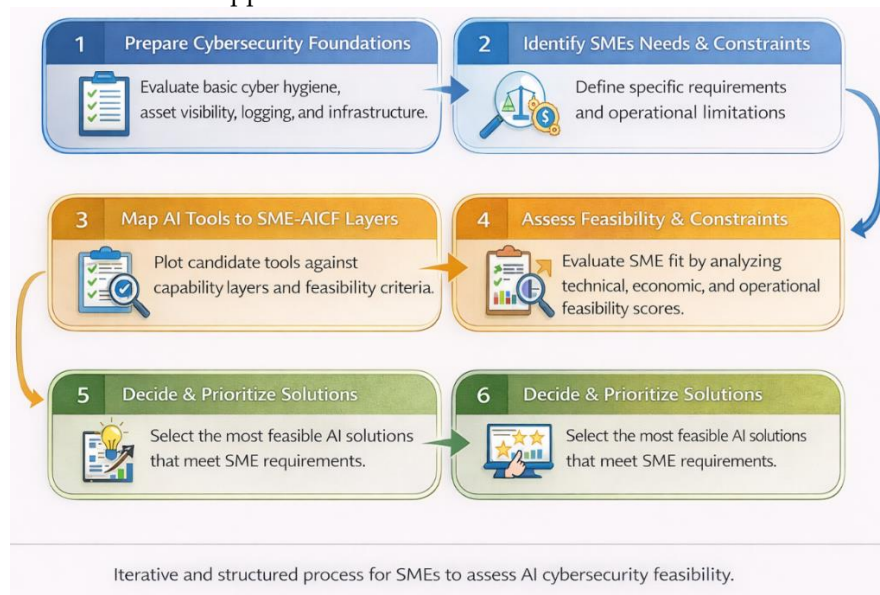 1 Prepare Cybersecurity Foundations
Evaluate basic cyber hygiene,
asset visibility, logging, and infrastructure.
2 Identify SMEs Needs & Constraints
Define specific requirements
and operational limitations
3 Map AI Tools to SME-AICF Layers
Plot candidate tools against
capability layers and feasibility criteria.
4 Assess Feasibility & Constraints
Evaluate SME fit by analyzing
technical, economic, and operational
feasibility scores.
5 Decide & Prioritize Solutions
Select the most feasible AI solutions
that meet SME requirements.
6 Decide & Prioritize Solutions
Select the most feasible AI solutions
that meet SME requirements.
Iterative and structured process for SMEs to assess AI cybersecurity feasibility.